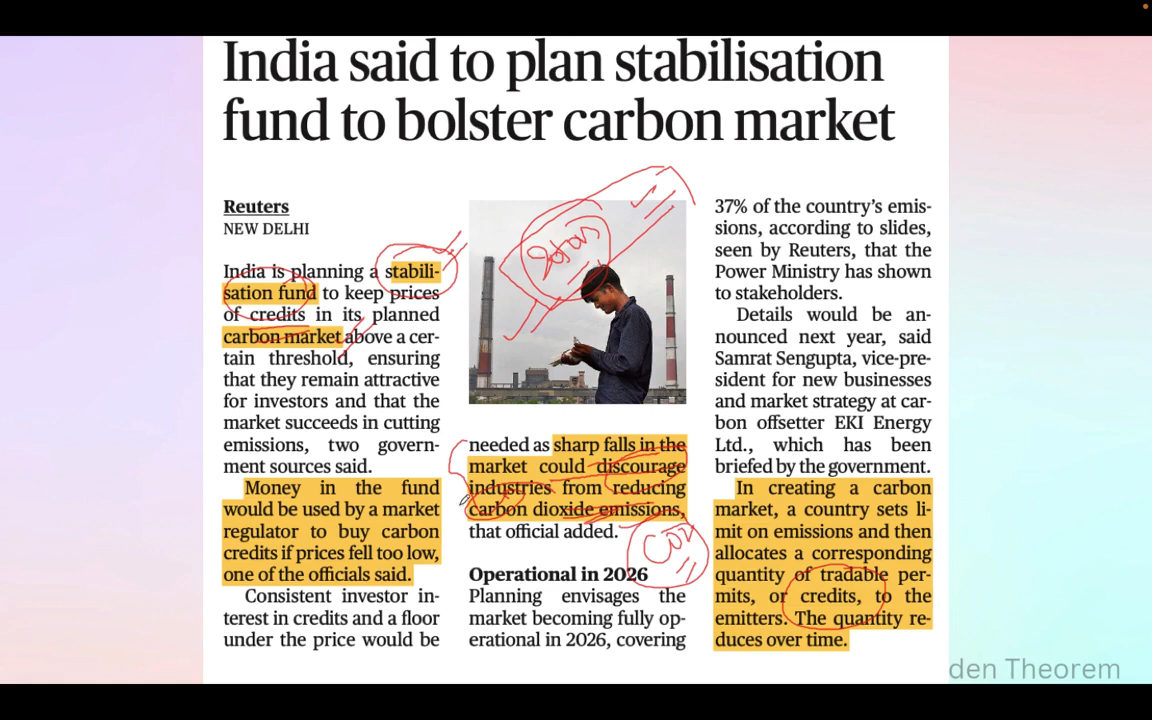 India said to plan stabilisation
fund to bolster carbon market
Reuters
NEW DELHI
India is planning a stabili-
sation fund to keep prices
of credits in its planned
carbon market above a cer-
tain threshold, ensuring
that they remain attractive
for investors and that the
market succeeds in cutting
emissions, two govern-
ment sources said.
Money in the fund
would be used by a market
regulator to buy carbon
credits if prices fell too low,
one of the officials said.
Consistent investor in-
terest in credits and a floor
under the price would be
needed as sharp falls in the
market could discourage
industries from reducing
carbon dioxide emissions,
that official added.
CO2
Operational in 2026
Planning envisages the
market becoming fully op-
erational in 2026, covering
37% of the country's emis-
sions, according to slides,
seen by Reuters, that the
Power Ministry has shown
to stakeholders.
Details would be an-
nounced next year, said
Samrat Sengupta, vice-pre-
sident for new businesses
and market strategy at car-
bon offsetter EKI Energy
Ltd., which has been
briefed by the government.
In creating a carbon
market, a country sets li-
mit on emissions and then
allocates a corresponding
quantity of tradable per-
mits, or credits, to the
emitters. The quantity re-
duces over time.
den Theorem